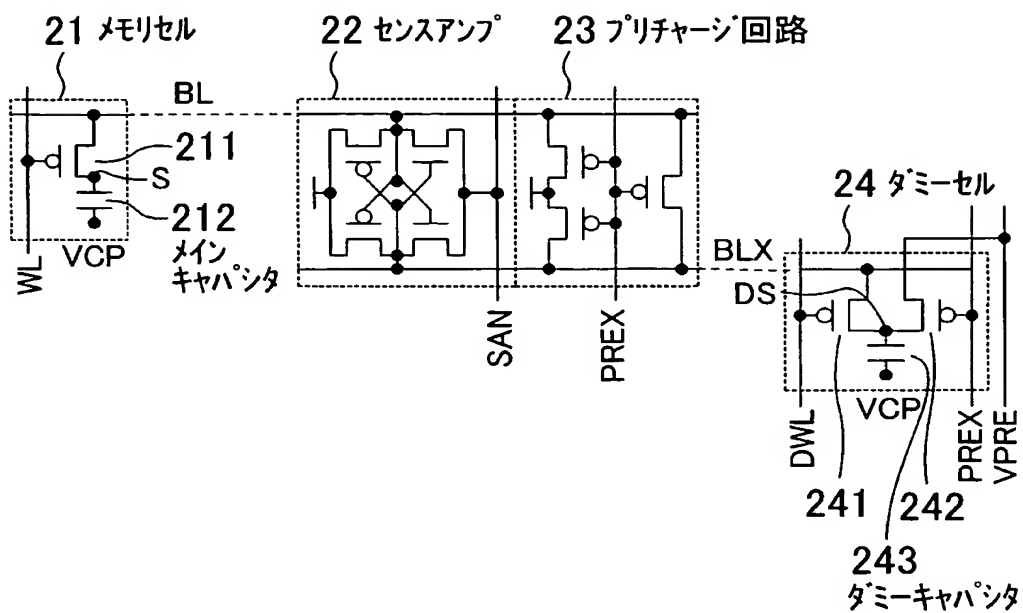 21 メモリセル
22 センスアンプ
23 プリチャージ回路
BL
211
S
212
メイン
キャパシタ
VCP
WL
24 ダミーセル
BLX
DS
SAN
PREX
VCP
DWL
PREX
VPRE
241
242
243
ダミーキャパシタ